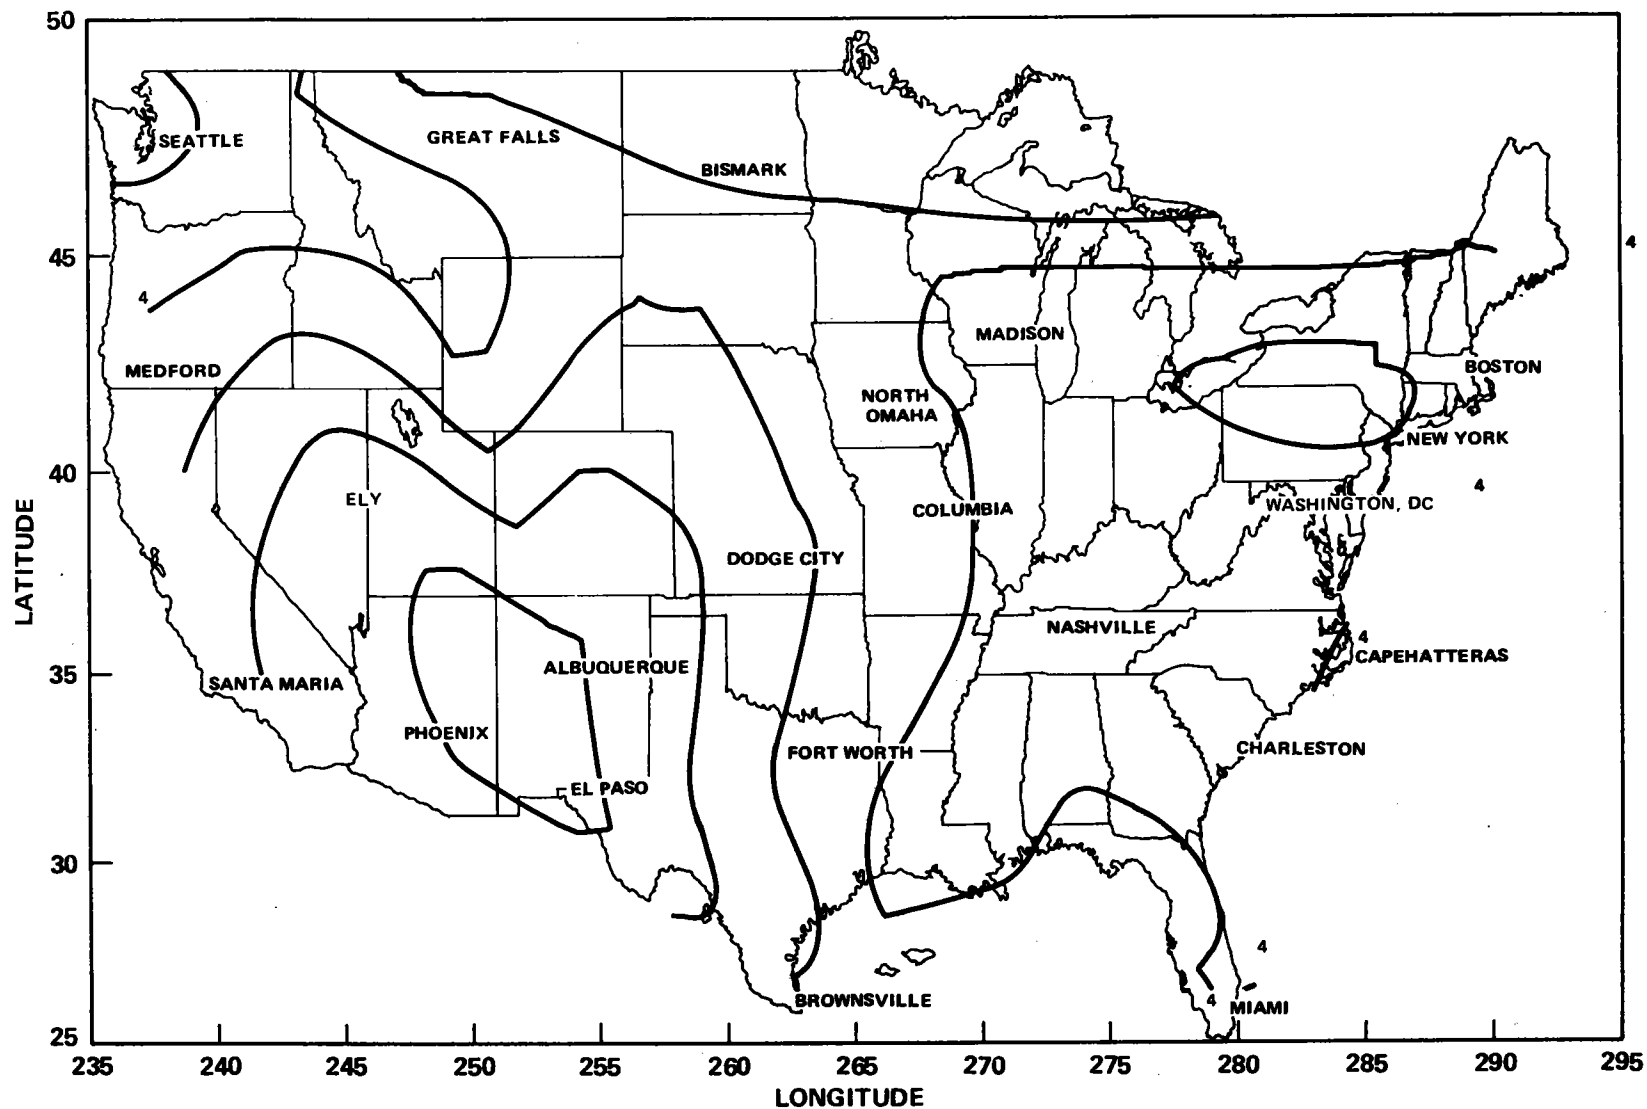 50
SEATTLE
GREAT FALLS
BISMARK
45
4
4
MADISON
MEDFORD
BOSTON
NORTH
OMAHA
NEW YORK
40
4
ELY
COLUMBIA
WASHINGTON, DC
DODGE CITY
LATITUDE
NASHVILLE
4
CAPEHATTERAS
35
ALBUQUERQUE
SANTA MARIA
PHOENIX
FORT WORTH
CHARLESTON
EL PASO
30
4
BROWNSVILLE
4
MIAMI
25
235 240 245 250 255 260 265 270 275 280 285 290 295
LONGITUDE